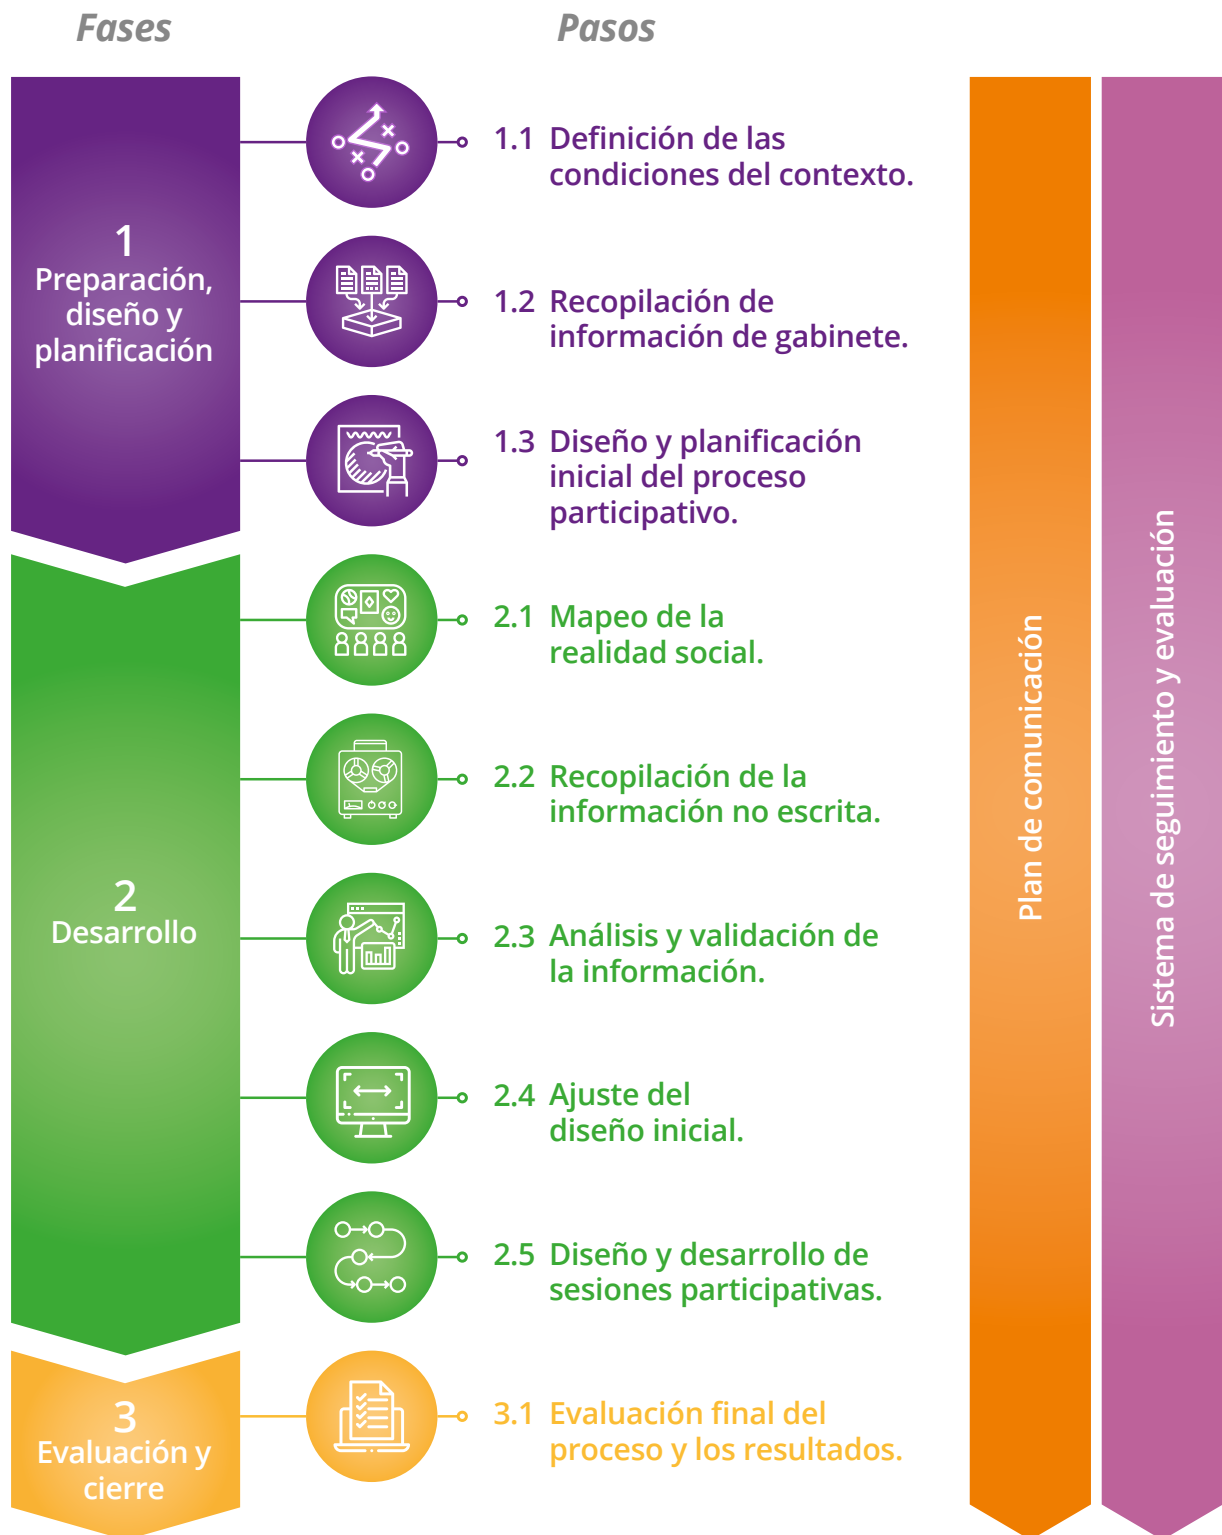 Fases
Pasos
1
Preparación,
diseño y
planificación
1.1 Definición de las
condiciones del contexto.
1.2 Recopilación de
información de gabinete.
1.3 Diseño y planificación
inicial del proceso
participativo.
2
Desarrollo
2.1 Mapeo de la
realidad social.
2.2 Recopilación de la
información no escrita.
2.3 Análisis y validación de
la información.
2.4 Ajuste del
diseño inicial.
2.5 Diseño y desarrollo de
sesiones participativas.
3
Evaluación y
cierre
3.1 Evaluación final del
proceso y los resultados.
Plan de comunicación
Sistema de seguimiento y evaluación